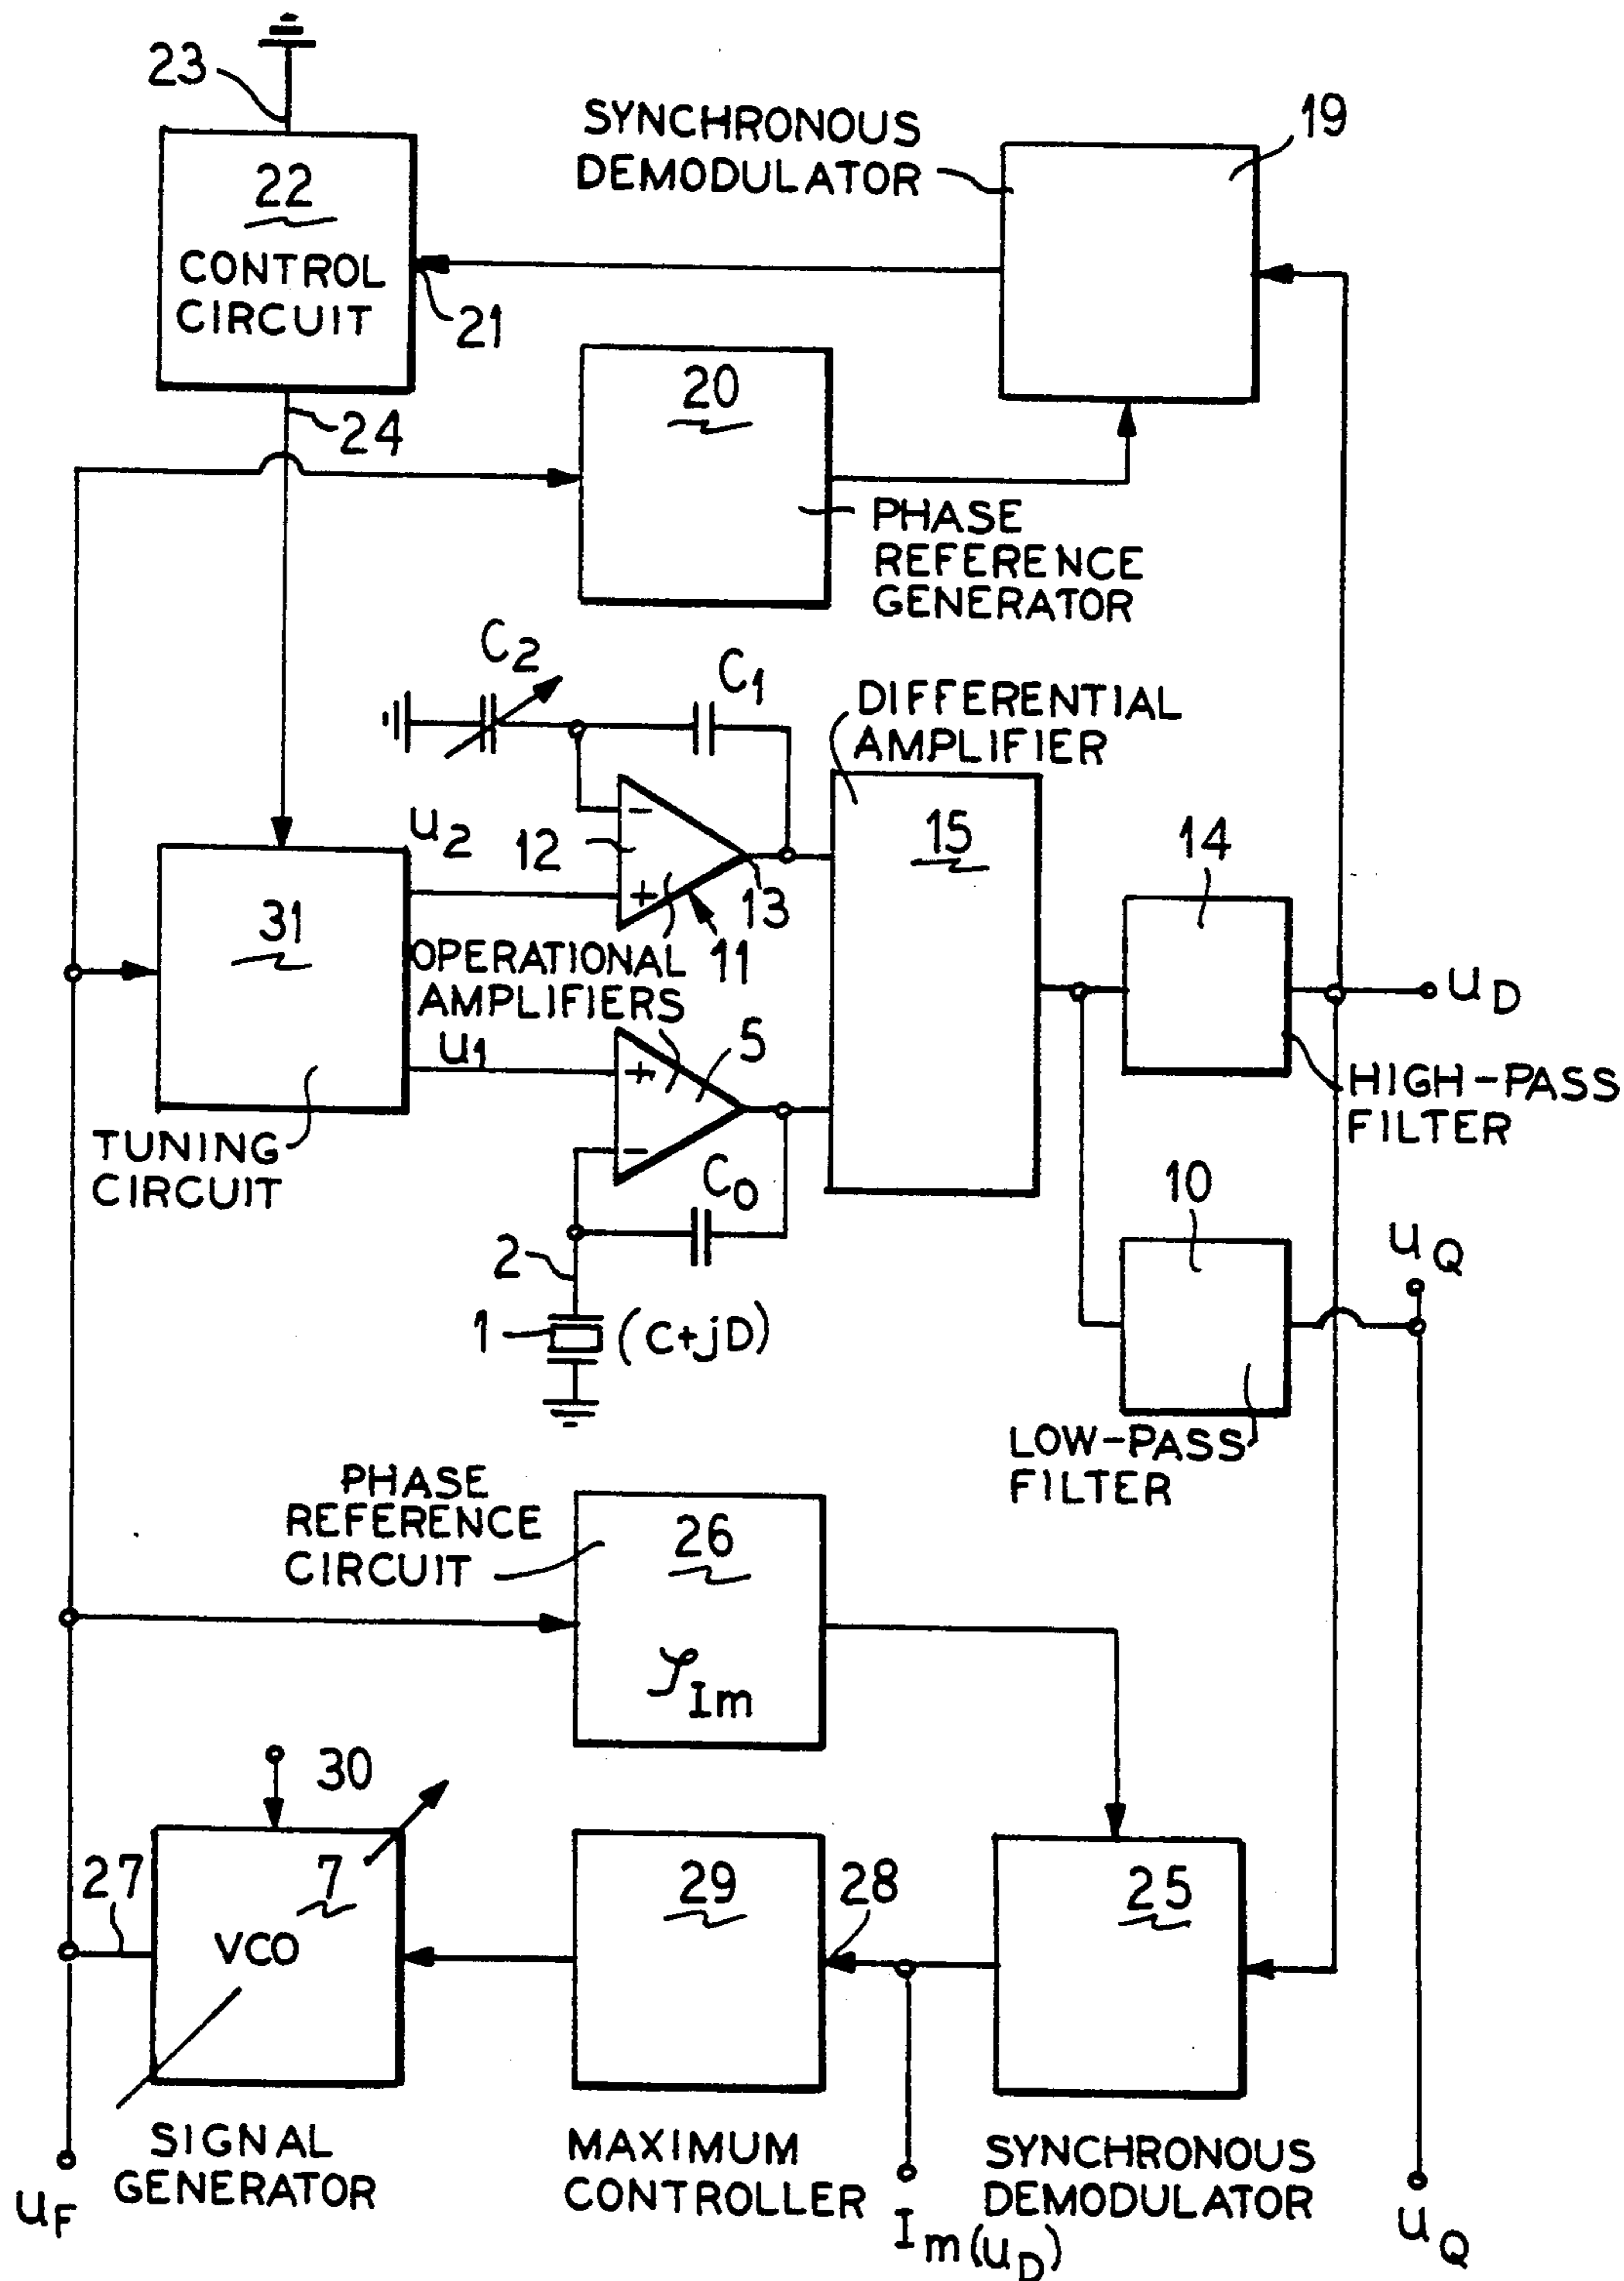 23
SYNCHRONOUS
DEMODULATOR
19
22
CONTROL
CIRCUIT
21
24
20
PHASE
REFERENCE
GENERATOR
C2
C1
DIFFERENTIAL
AMPLIFIER
u2
12
-
+
13
11
15
14
31
OPERATIONAL
AMPLIFIERS
uD
u1
+
-
5
HIGH-PASS
FILTER
TUNING
CIRCUIT
C0
10
uQ
2
1
(C+jD)
LOW-PASS
FILTER
PHASE
REFERENCE
CIRCUIT
26
φIm
30
27
7
VCO
29
28
25
SIGNAL
GENERATOR
MAXIMUM
CONTROLLER
SYNCHRONOUS
DEMODULATOR
uF
Im(uD)
uQ